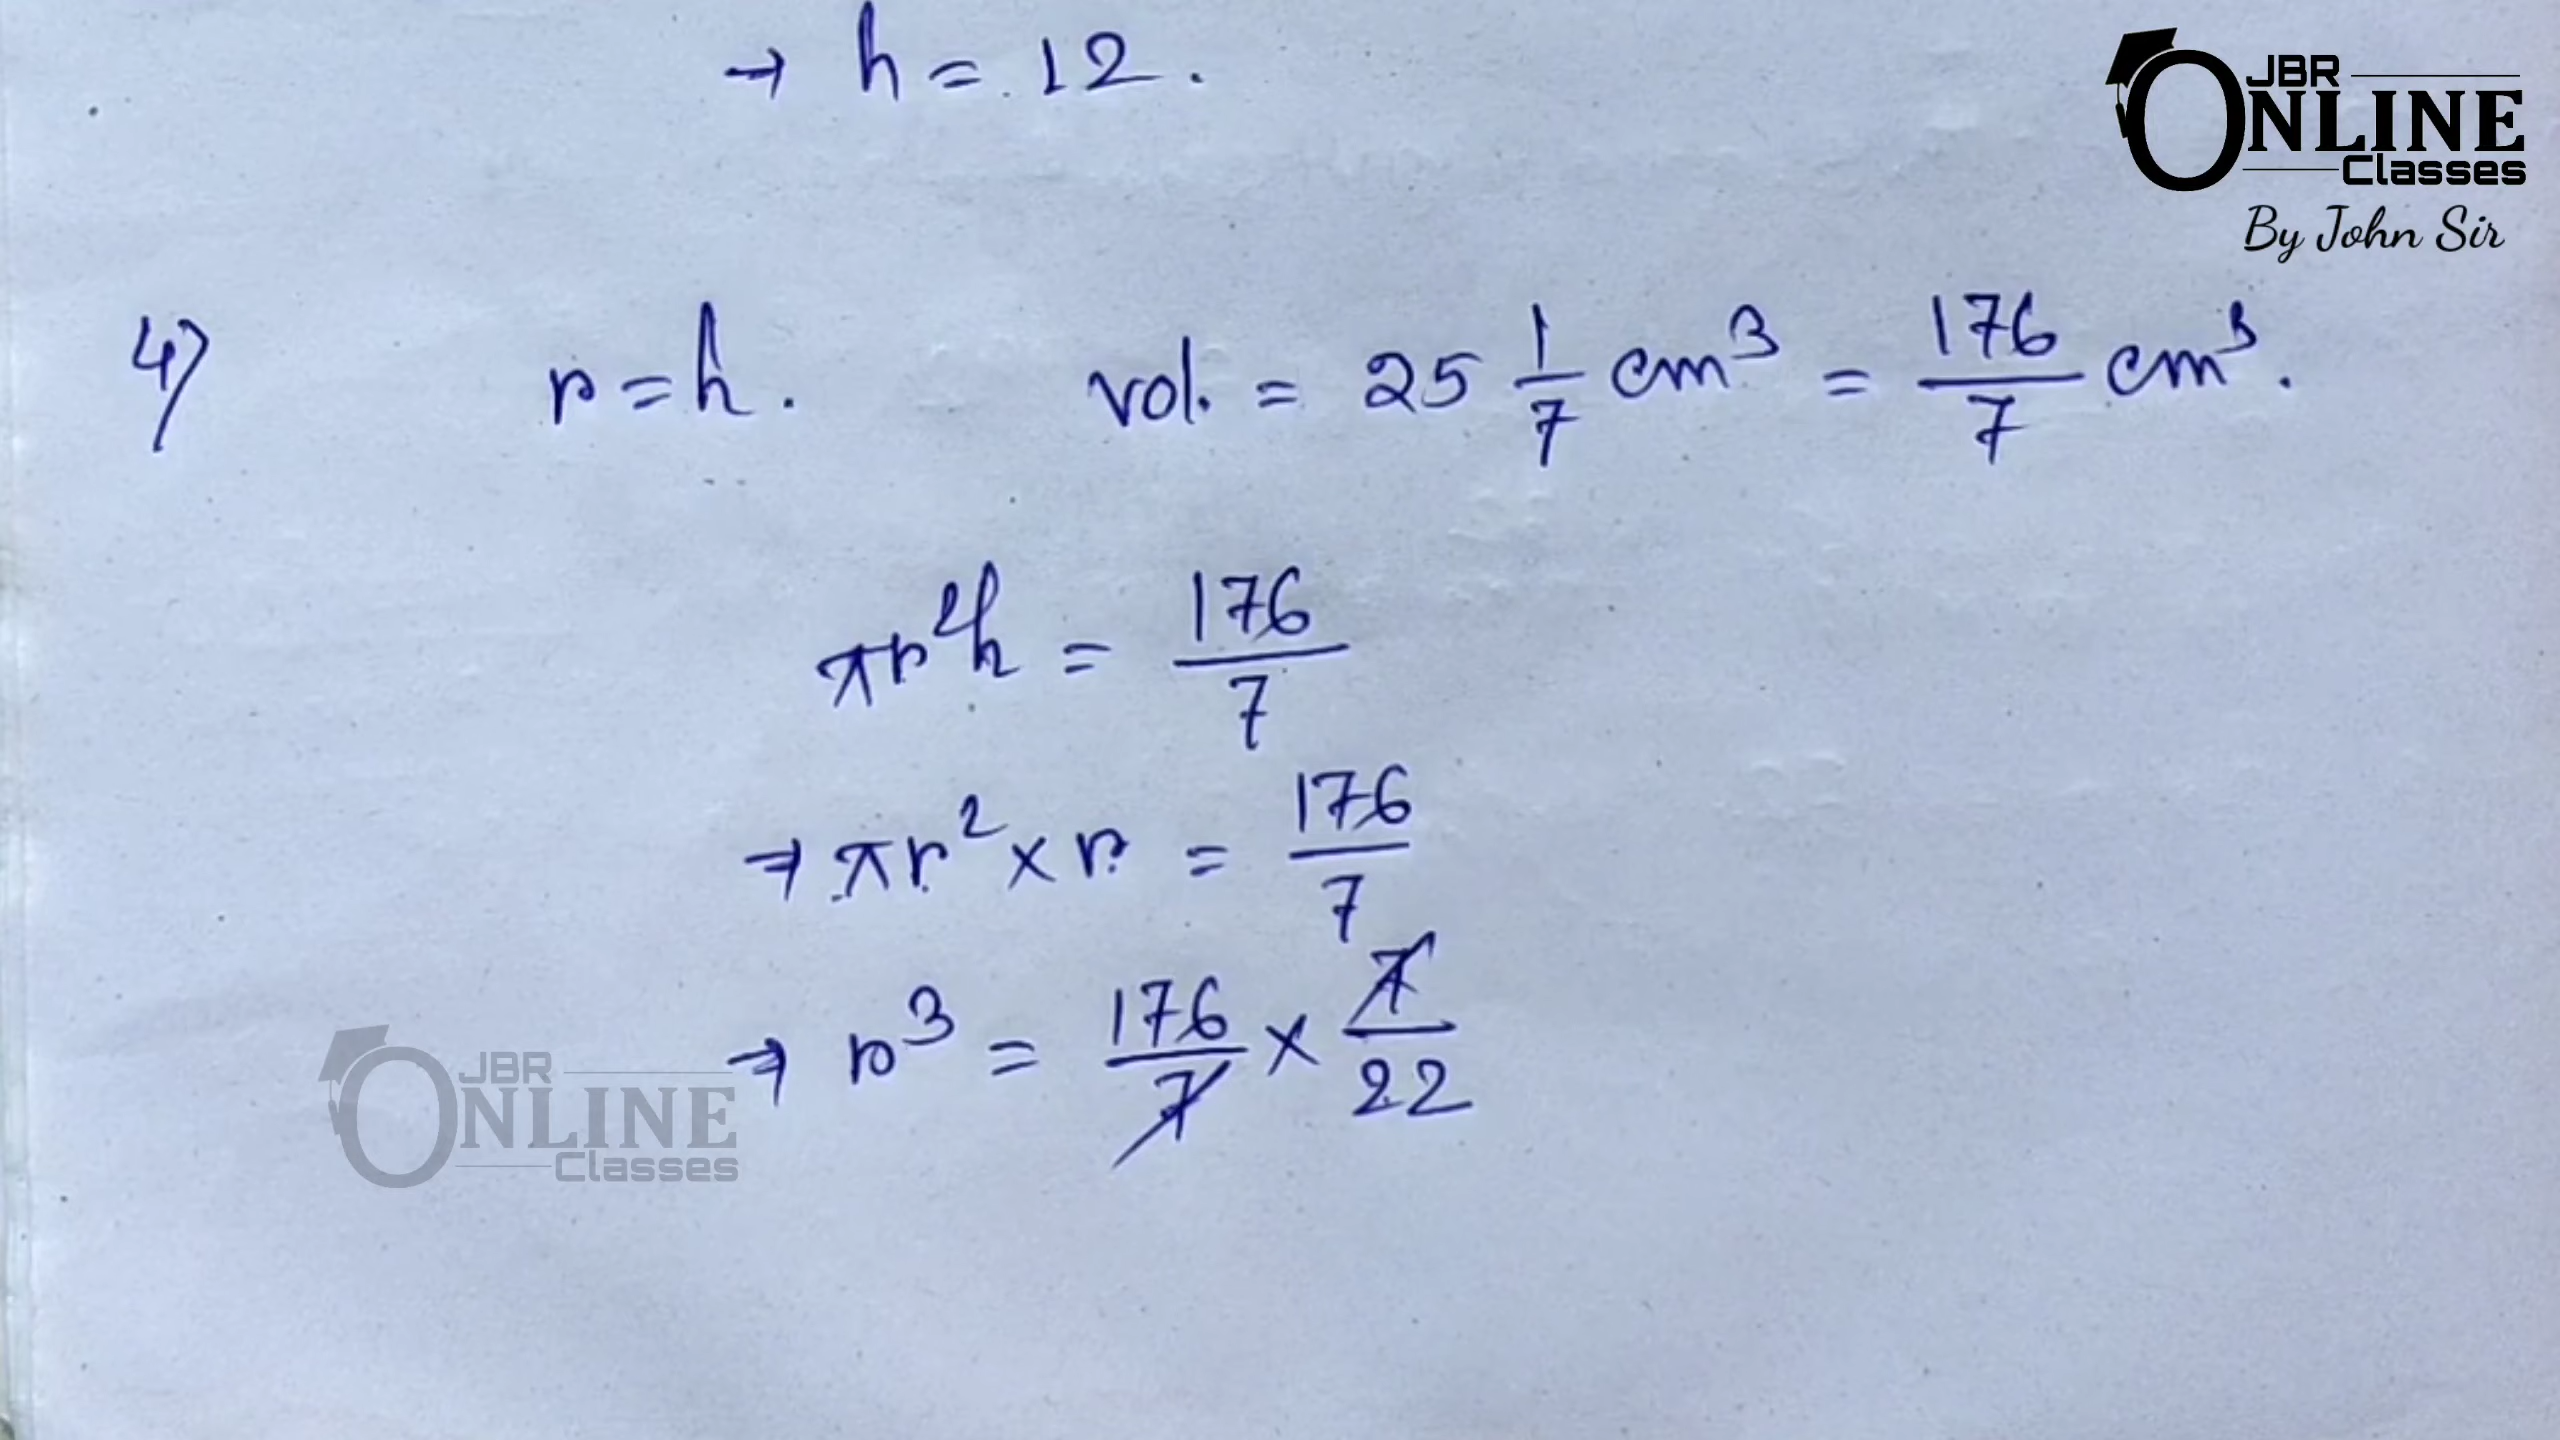 → h = 12.
JBR
ONLINE
Classes
By John Sir
4) r = h. vol. = 25 1/7 cm³ = 176/7 cm³.
πr²h = 176/7
→ πr² × r = 176/7
→ r³ = 176/7 × 7/22
JBR
ONLINE
Classes